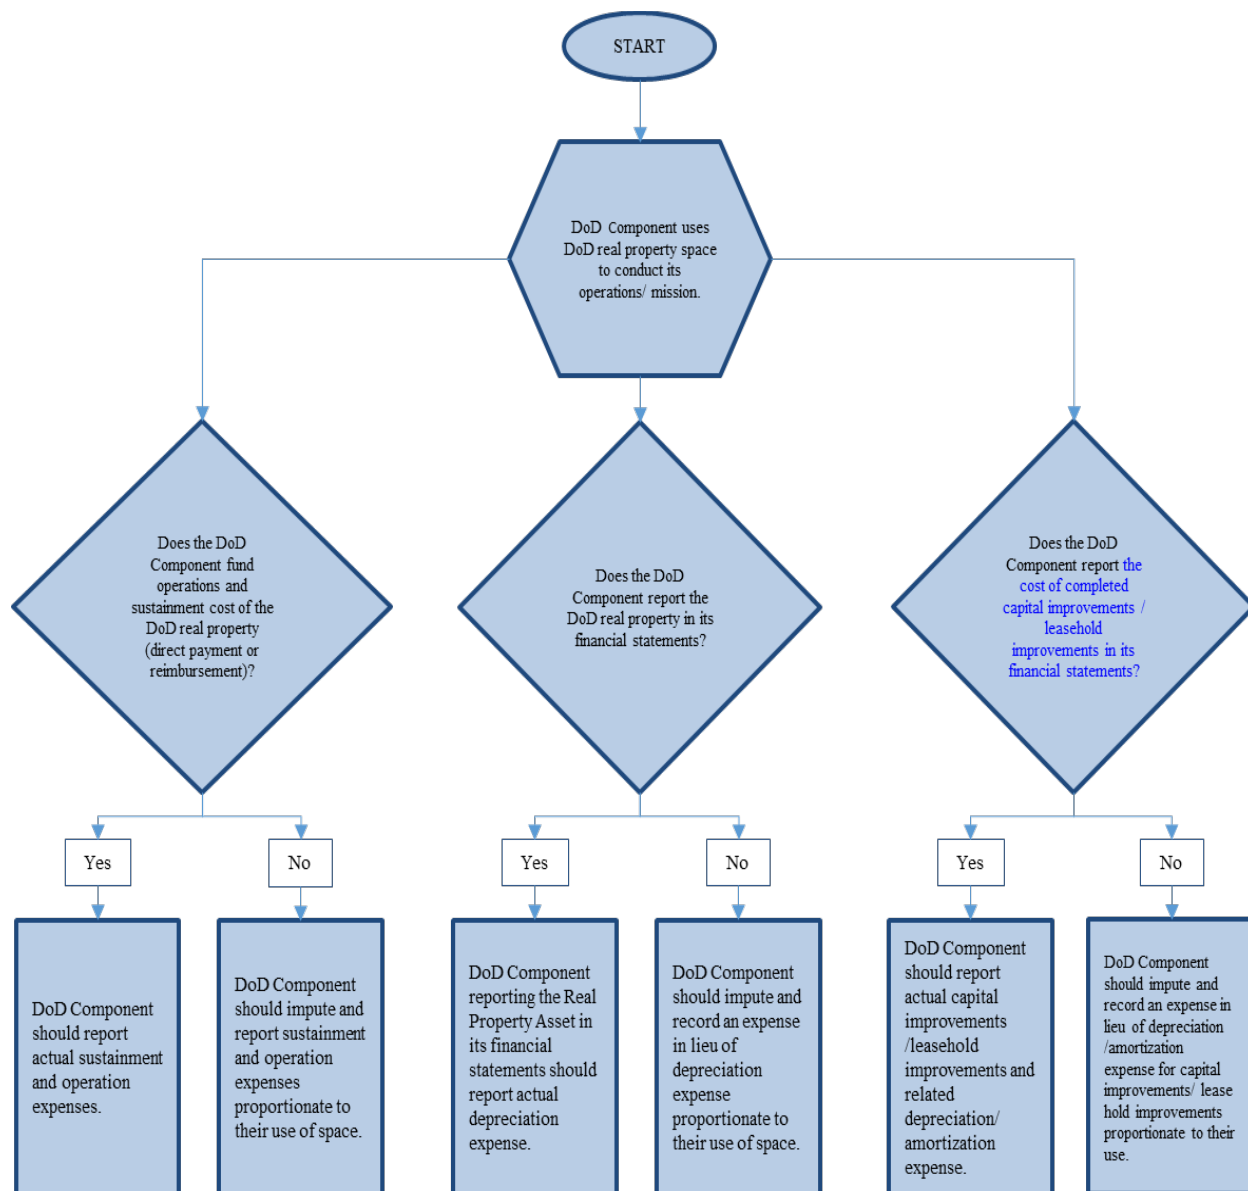 START
DoD Component uses
DoD real property space
to conduct its
operations/ mission.
Does the DoD
Component fund
operations and
sustainment cost of the
DoD real property
(direct payment or
reimbursement)?
Does the DoD
Component report the
DoD real property in its
financial statements?
Does the DoD
Component report the
cost of completed
capital improvements /
leasehold
improvements in its
financial statements?
Yes
No
Yes
No
Yes
No
DoD Component
should report
actual sustainment
and operation
expenses.
DoD Component
should impute and
report sustainment
and operation
expenses
proportionate to
their use of space.
DoD Component
reporting the Real
Property Asset in
its financial
statements should
report actual
depreciation
expense.
DoD Component
should impute and
record an expense
in lieu of
depreciation
expense
proportionate to
their use of space.
DoD Component
should report
actual capital
improvements
/leasehold
improvements and
related
depreciation/
amortization
expense.
DoD Component
should impute and
record an expense in
lieu of depreciation
/amortization
expense for capital
improvements/ lease
hold improvements
proportionate to their
use.